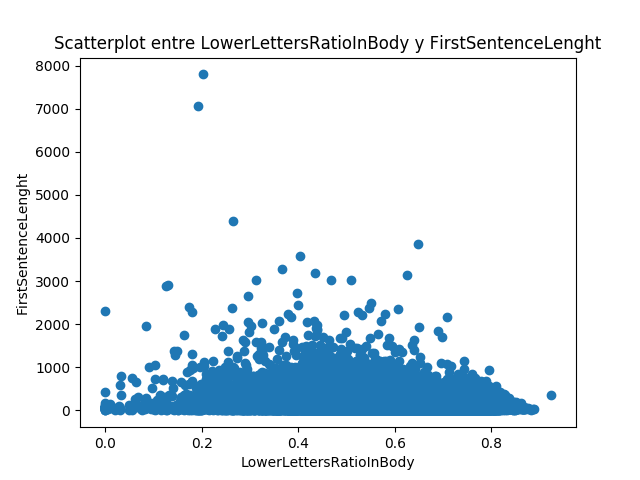 Scatterplot entre LowerLettersRatioInBody y FirstSentenceLenght
8000
7000
6000
5000
4000
3000
2000
1000
0
FirstSentenceLenght
0.0 0.2 0.4 0.6 0.8
LowerLettersRatioInBody